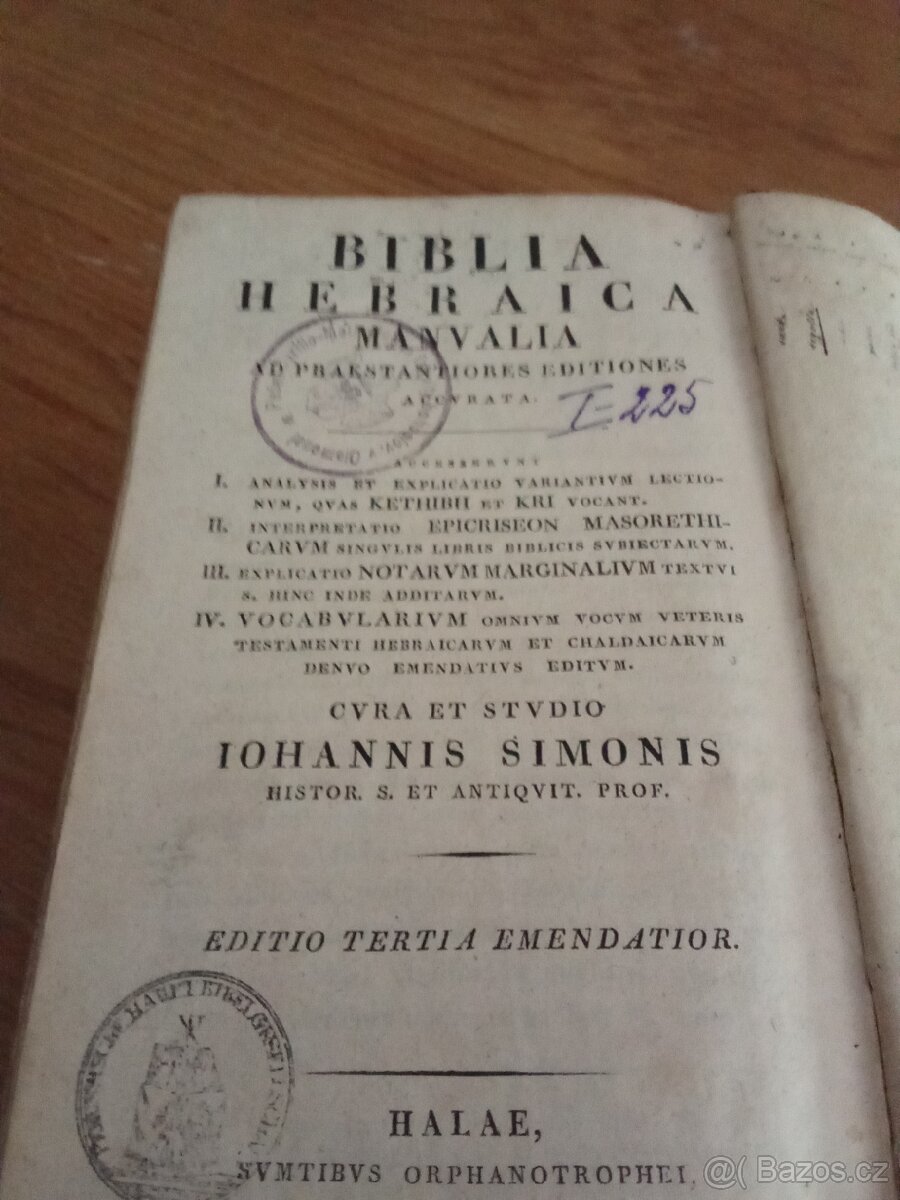 BIBLIA
HEBRAICA
MANVALIA
AD PRAESTANTIORES EDITIONES
ACCVRATA.
I=225
ACCESSERVNT
I. ANALYSIS ET EXPLICATIO VARIANTIVM LECTIO-
NVM, QVAS KETHIBH ET KRI VOCANT.
II. INTERPRETATIO EPICRISEON MASORETHI-
CARVM SINGVLIS LIBRIS BIBLICIS SVBIECTARVM.
III. EXPLICATIO NOTARVM MARGINALIVM TEXTVI
S. HINC INDE ADDITARVM.
IV. VOCABVLARIVM OMNIVM VOCVM VETERIS
TESTAMENTI HEBRAICARVM ET CHALDAICARVM
DENVO EMENDATIVS EDITVM.
CVRA ET STVDIO
IOHANNIS SIMONIS
HISTOR. S. ET ANTIQVIT. PROF.
EDITIO TERTIA EMENDATIOR.
HAUPT BIBELGESELLSCHA
HALAE,
SVMTIBVS ORPHANOTROPHEI.
@( Bazos.cz